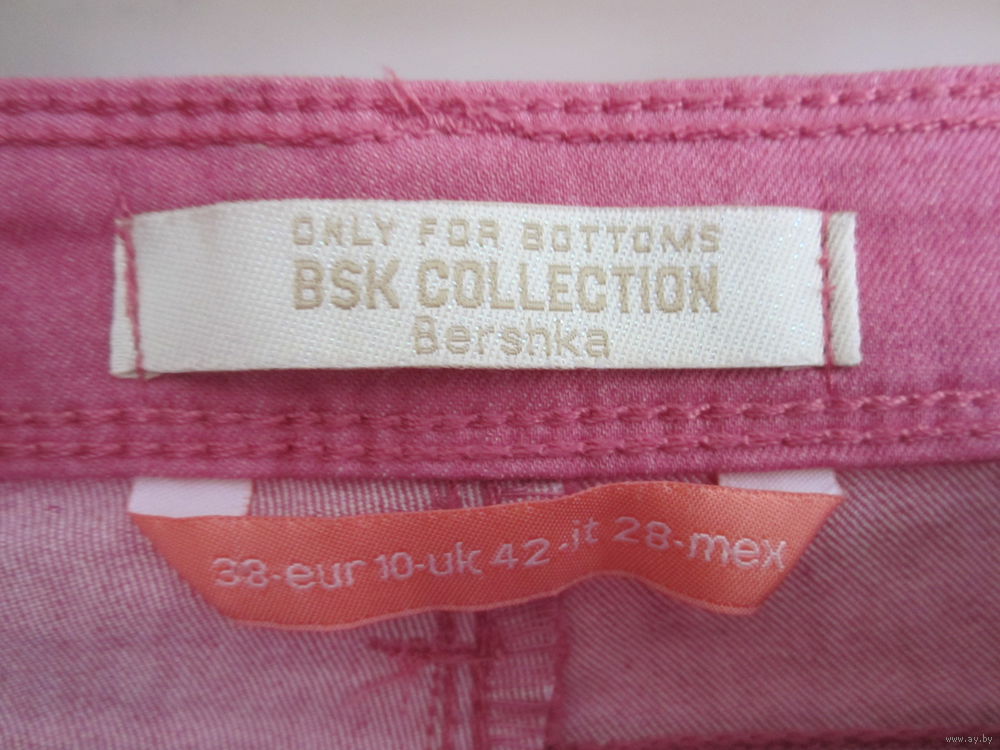 ONLY FOR BOTTOMS
BSK COLLECTION
Bershka
38-eur 10-uk 42-it 28-mex
www.ay.by